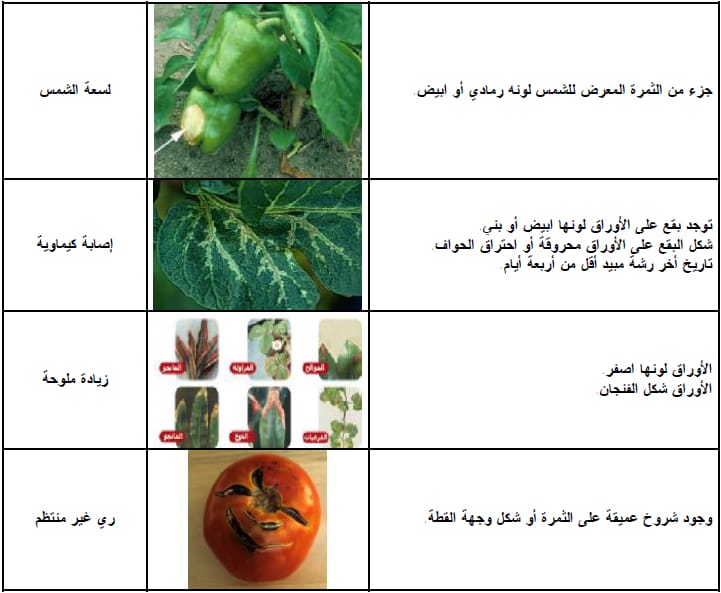 جزء من الثمرة المعرض للشمس لونه رمادي أو ابيض.
لسعة الشمس
توجد بقع على الأوراق لونها ابيض أو بني.
شكل البقع على الأوراق محروقة أو احتراق الحواف.
تاريخ أخر رشة مبيد أقل من أربعة أيام.
إصابة كيماوية
الأوراق لونها اصفر.
الأوراق شكل الفنجان.
الموالح
الفراولة
المانجو
العرقيات
الخوخ
المانجو
زيادة ملوحة
وجود شروخ عميقة على الثمرة أو شكل وجهة القطة.
ري غير منتظم